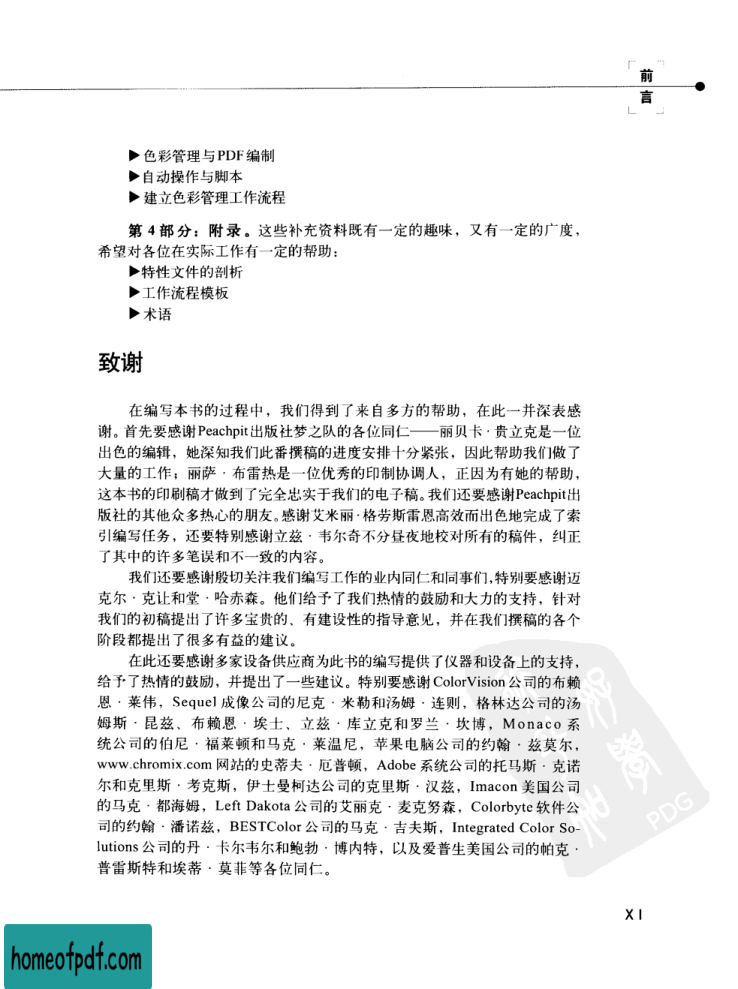 前
言
▶色彩管理与PDF编制
▶自动操作与脚本
▶建立色彩管理工作流程
第4部分：附录。这些补充资料既有一定的趣味，又有一定的广度，
希望对各位在实际工作有一定的帮助：
▶特性文件的剖析
▶工作流程模板
▶术语
致谢
在编写本书的过程中，我们得到了来自多方的帮助，在此一并深表感
谢。首先要感谢Peachpit出版社梦之队的各位同仁——丽贝卡·贵立克是一位
出色的编辑，她深知我们此番撰稿的进度安排十分紧张，因此帮助我们做了
大量的工作；丽萨·布雷热是一位优秀的印制协调人，正因为有她的帮助，
这本书的印刷稿才做到了完全忠实于我们的电子稿。我们还要感谢Peachpit出
版社的其他众多热心的朋友。感谢艾米丽·格劳斯雷恩高效而出色地完成了索
引编写任务，还要特别感谢立兹·韦尔奇不分昼夜地校对所有的稿件，纠正
了其中的许多笔误和不一致的内容。
我们还要感谢殷切关注我们编写工作的业内同仁和同事们，特别要感谢迈
克尔·克让和堂·哈赤森。他们给予了我们热情的鼓励和大力的支持，针对
我们的初稿提出了许多宝贵的、有建设性的指导意见，并在我们撰稿的各个
阶段都提出了很多有益的建议。
在此还要感谢多家设备供应商为此书的编写提供了仪器和设备上的支持，
给予了热情的鼓励，并提出了一些建议。特别要感谢ColorVision公司的布赖
恩·莱伟，Sequel成像公司的尼克·米勒和汤姆·连则，格林达公司的汤
姆斯·昆兹、布赖恩·埃士、立兹·库立克和罗兰·坎博，Monaco系
统公司的伯尼·福莱顿和马克·莱温尼，苹果电脑公司的约翰·兹莫尔，
www.chromix.com网站的史蒂夫·厄普顿，Adobe系统公司的托马斯·克诺
尔和克里斯·考克斯，伊士曼柯达公司的克里斯·汉兹，Imacon美国公司
的马克·都海姆，Left Dakota公司的艾丽克·麦克努森，Colorbyte软件公
司的约翰·潘诺兹，BESTColor公司的马克·吉夫斯，Integrated Color So-
lutions公司的丹·卡尔韦尔和鲍勃·博内特，以及爱普生美国公司的帕克·
普雷斯特和埃蒂·莫菲等各位同仁。
PDG
XI
homeofpdf.com